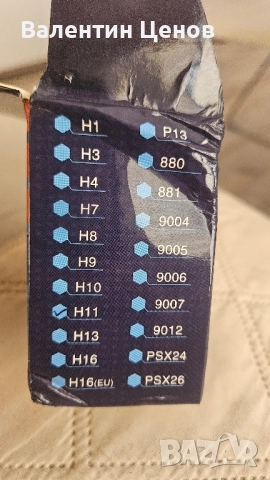 Валентин Ценов
H1
H3
H4
H7
H8
H9
H10
H11
H13
H16
H16(EU)
P13
880
881
9004
9005
9006
9007
9012
PSX24
PSX26
BAZAR